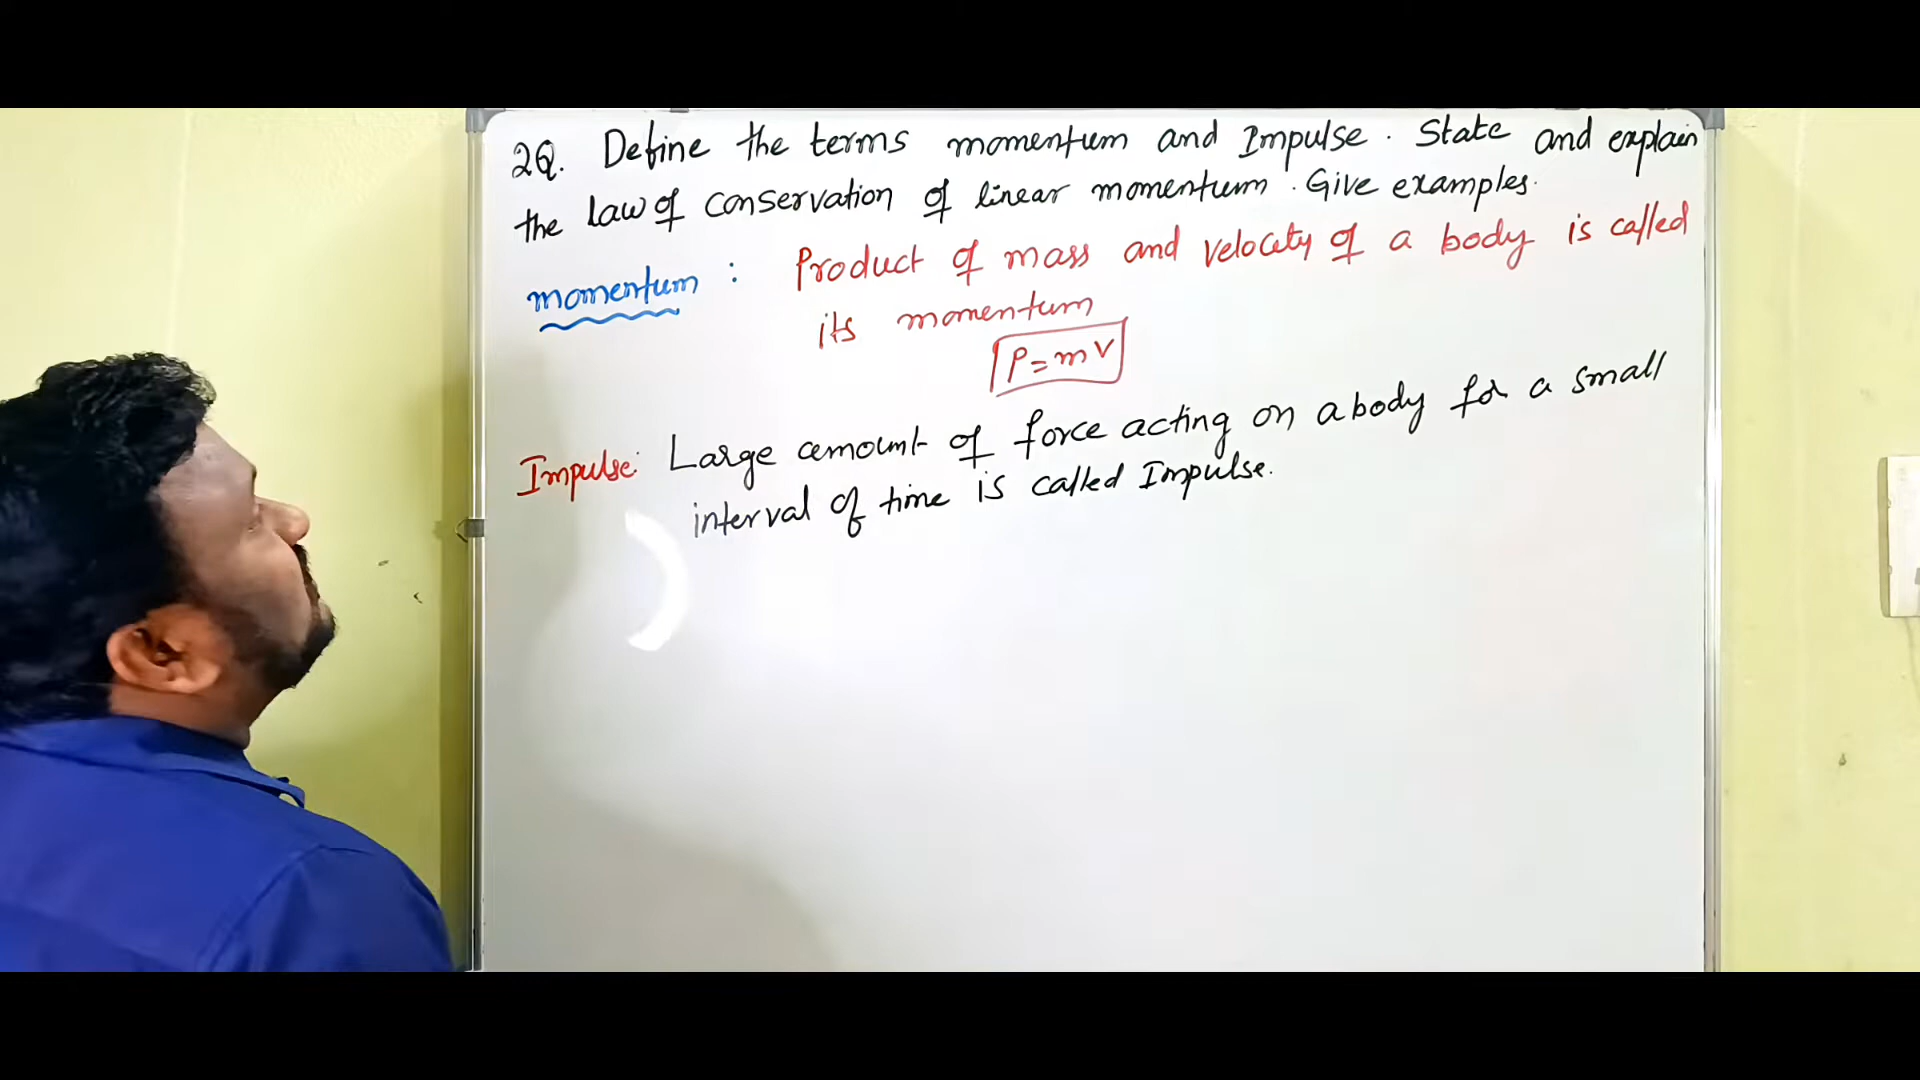 2Q. Define the terms momentum and Impulse. State and explain
the law of conservation of linear momentum. Give examples.
momentum : Product of mass and velocity of a body is called
its momentum
P = mV
Impulse: Large amount of force acting on a body for a small
interval of time is called Impulse.